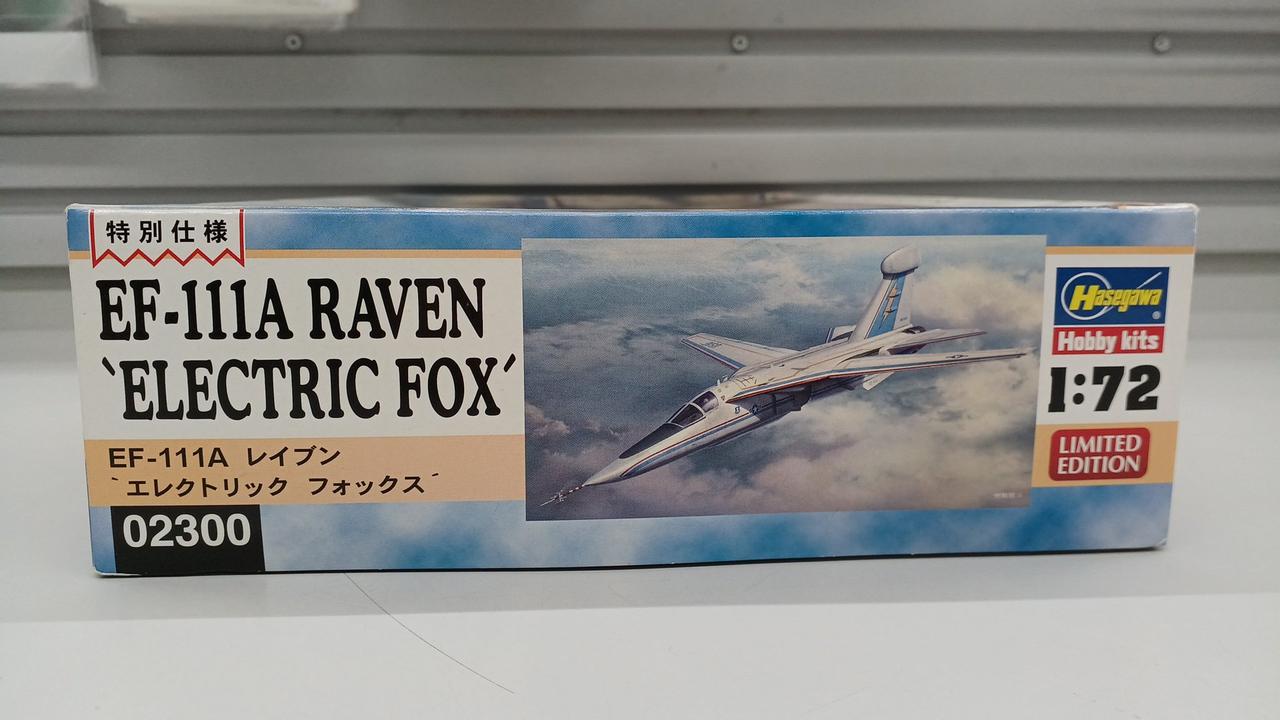 特別仕様
EF-111A RAVEN
`ELECTRIC FOX´
EF-111A レイブン
`エレクトリック フォックス´
02300
Hasegawa
®
Hobby kits
1:72
LIMITED
EDITION